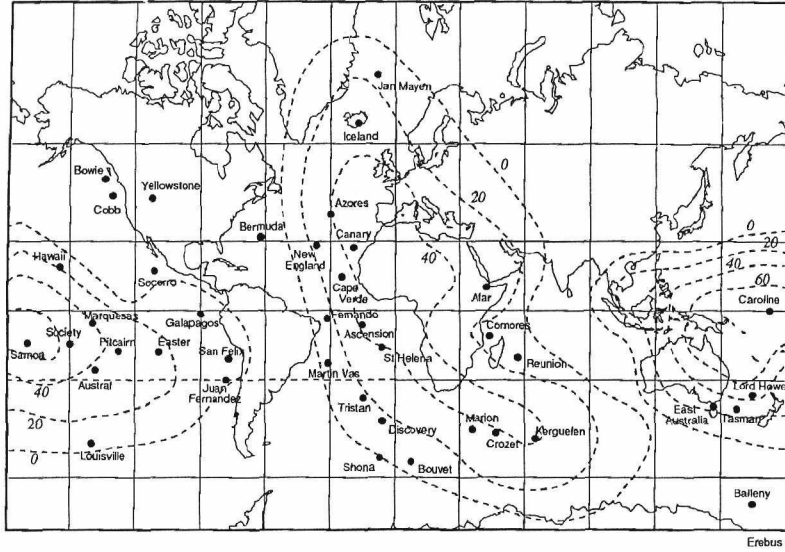 Jan Mayen
Iceland
Bowie
Cobb
Yellowstone
0
20
Azores
Bermuda
Canary
New
England
0
20
40
60
Hawaii
Socorro
40
Cape
Verde
Afar
Caroline
Marquesas
Galapagos
Fernando
Ascension
Comores
Society
Samoa
Pitcairn
Easter
San Felix
St Helena
Reunion
Martin Vas
Austral
Juan
Fernandez
40
20
0
Tristan
Discovery
Marion
Crozet
Kerguelen
Lord Howe
East
Australia
Tasman
Louisville
Shona
Bouvet
Balleny
Erebus